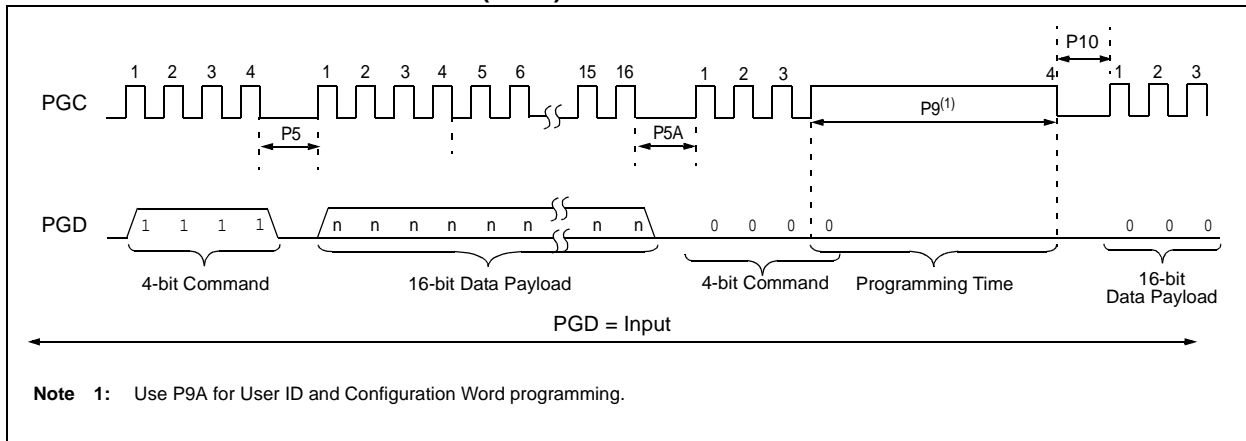 P10
1 2 3 4 1 2 3 4 5 6 15 16 1 2 3 4 1 2 3
PGC
P9(1)
P5 P5A
PGD 1 1 1 1 n n n n n n n n 0 0 0 0 0 0 0
4-bit Command 16-bit Data Payload 4-bit Command Programming Time 16-bit
Data Payload
PGD = Input
Note 1: Use P9A for User ID and Configuration Word programming.